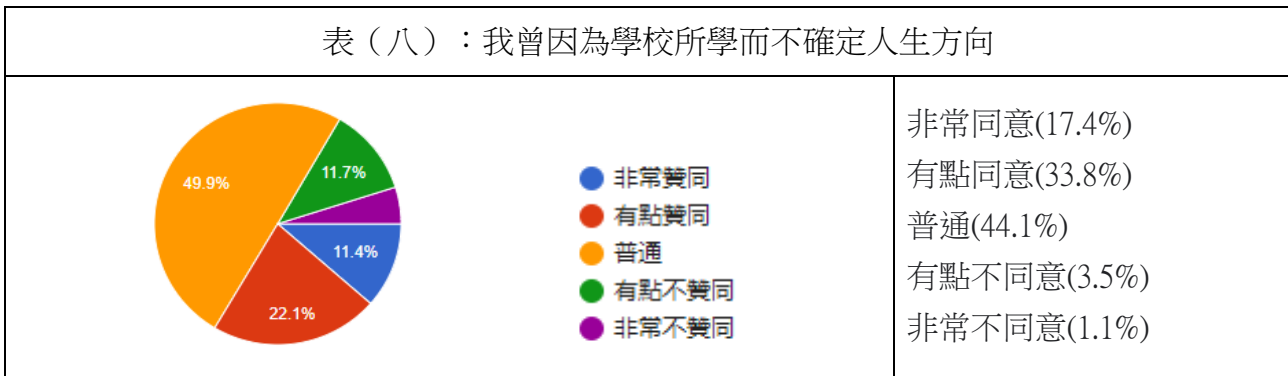 表（八）：我曾因為學校所學而不確定人生方向
49.9%
11.7%
11.4%
22.1%
非常贊同
有點贊同
普通
有點不贊同
非常不贊同
非常同意(17.4%)
有點同意(33.8%)
普通(44.1%)
有點不同意(3.5%)
非常不同意(1.1%)